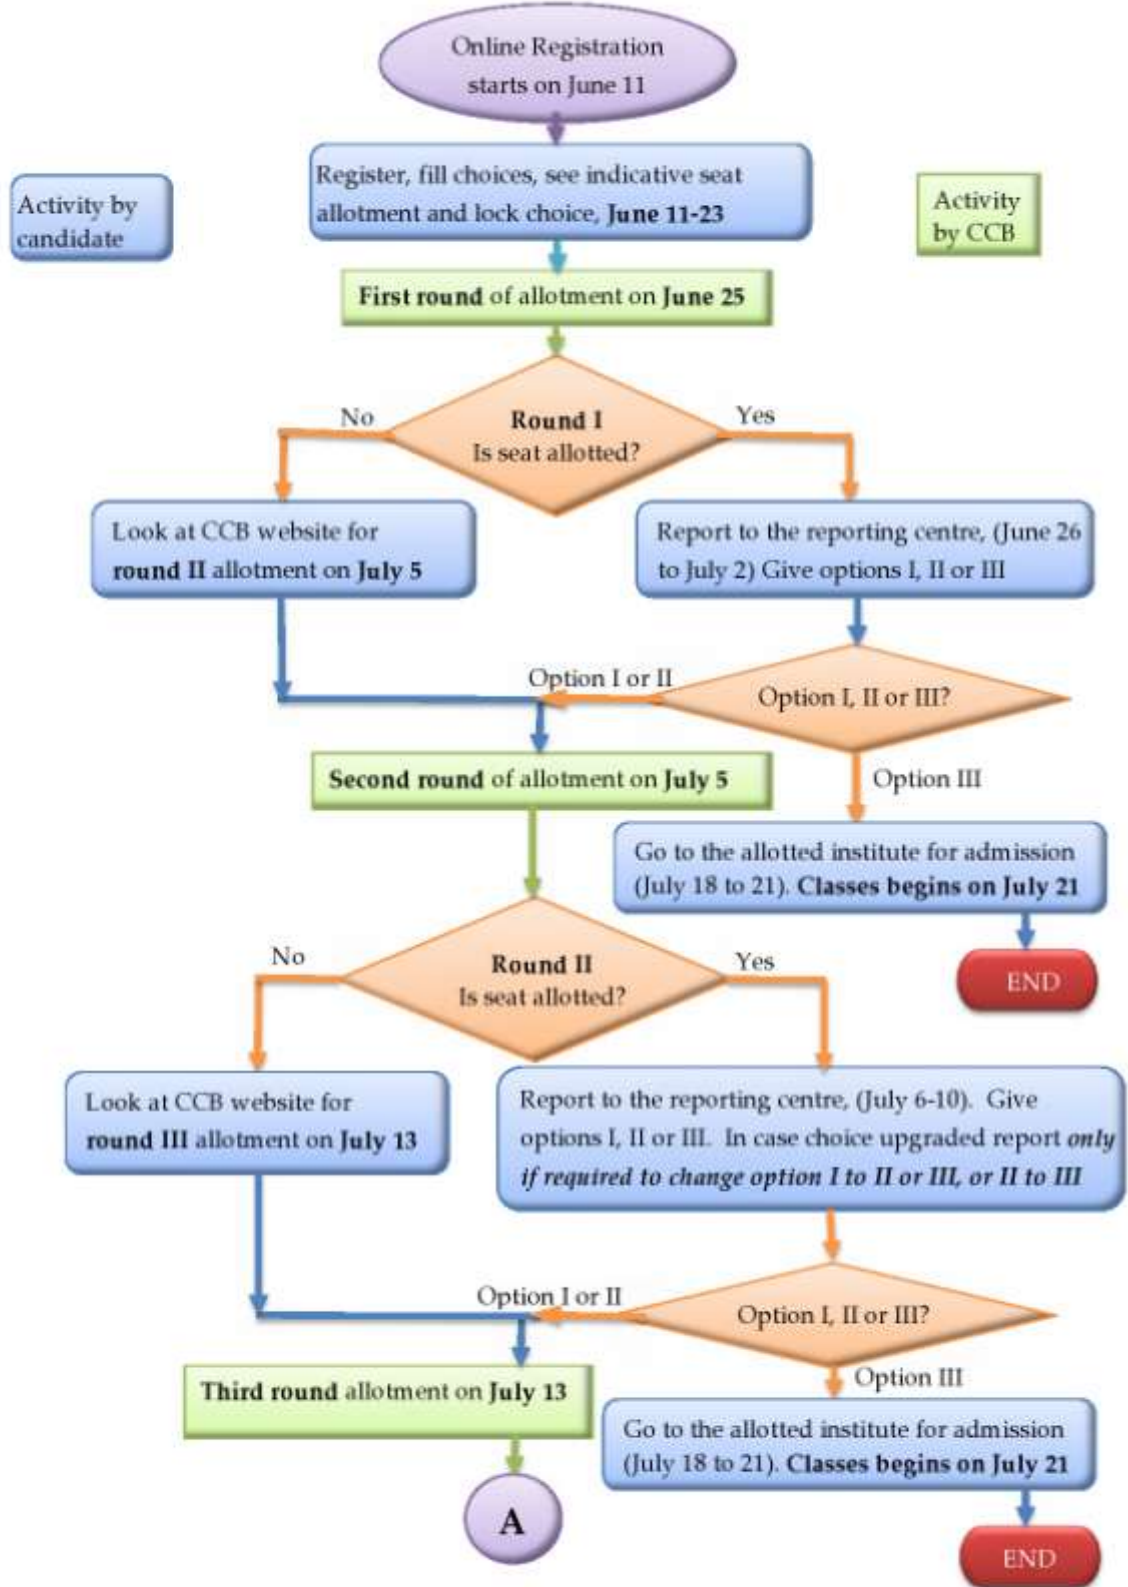 Online Registration
starts on June 11
Register, fill choices, see indicative seat
allotment and lock choice, June 11-23
Activity by
candidate
Activity
by CCB
First round of allotment on June 25
No
Round I
Is seat allotted?
Yes
Look at CCB website for
round II allotment on July 5
Report to the reporting centre, (June 26
to July 2) Give options I, II or III
Option I or II
Option I, II or III?
Second round of allotment on July 5
Option III
Go to the allotted institute for admission
(July 18 to 21). Classes begins on July 21
END
No
Round II
Is seat allotted?
Yes
Look at CCB website for
round III allotment on July 13
Report to the reporting centre, (July 6-10). Give
options I, II or III. In case choice upgraded report only
if required to change option I to II or III, or II to III
Option I or II
Option I, II or III?
Third round allotment on July 13
Option III
Go to the allotted institute for admission
(July 18 to 21). Classes begins on July 21
A
END